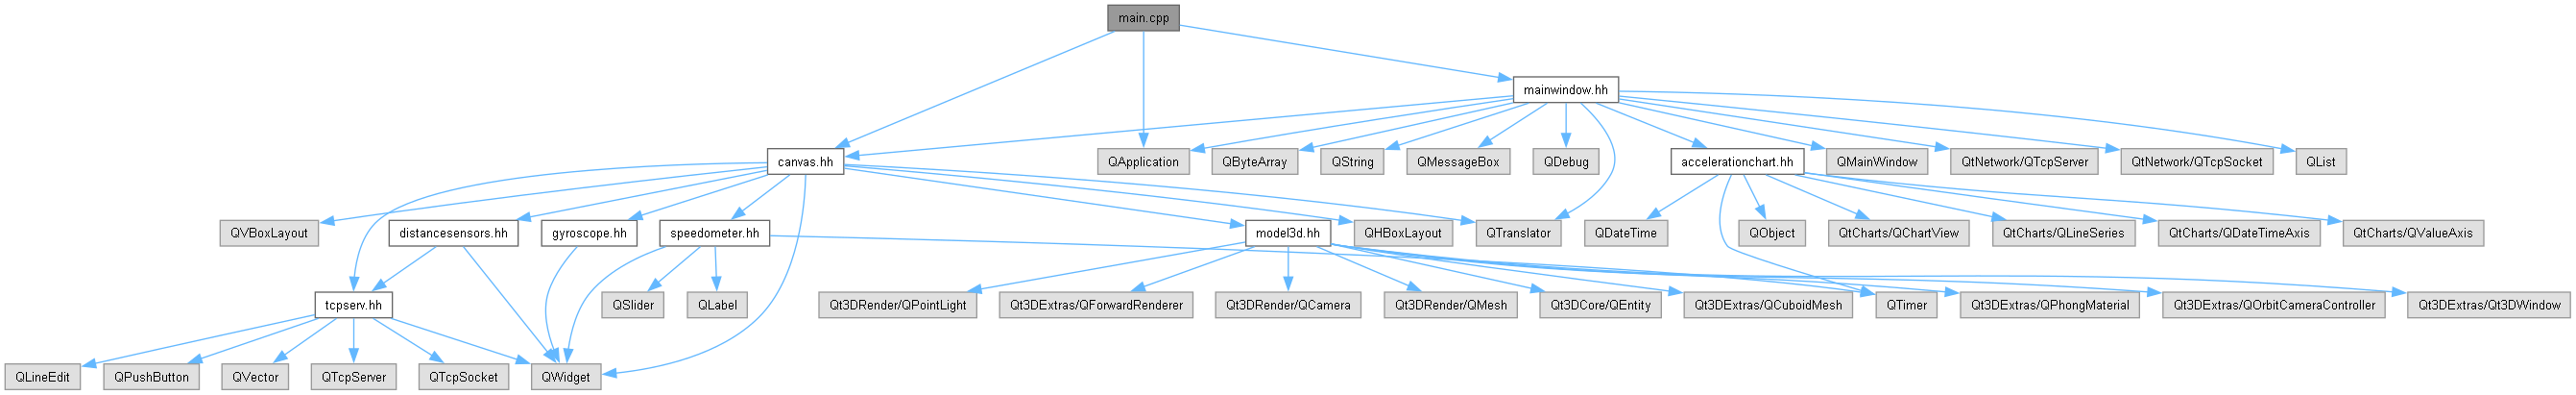 main.cpp
mainwindow.hh
canvas.hh
QApplication
QByteArray
QString
QMessageBox
QDebug
accelerationchart.hh
QMainWindow
QtNetwork/QTcpServer
QtNetwork/QTcpSocket
QList
QVBoxLayout
distancesensors.hh
gyroscope.hh
speedometer.hh
model3d.hh
QHBoxLayout
QTranslator
QDateTime
QObject
QtCharts/QChartView
QtCharts/QLineSeries
QtCharts/QDateTimeAxis
QtCharts/QValueAxis
tcpserv.hh
QSlider
QLabel
Qt3DRender/QPointLight
Qt3DExtras/QForwardRenderer
Qt3DRender/QCamera
Qt3DRender/QMesh
Qt3DCore/QEntity
Qt3DExtras/QCuboidMesh
QTimer
Qt3DExtras/QPhongMaterial
Qt3DExtras/QOrbitCameraController
Qt3DExtras/Qt3DWindow
QLineEdit
QPushButton
QVector
QTcpServer
QTcpSocket
QWidget